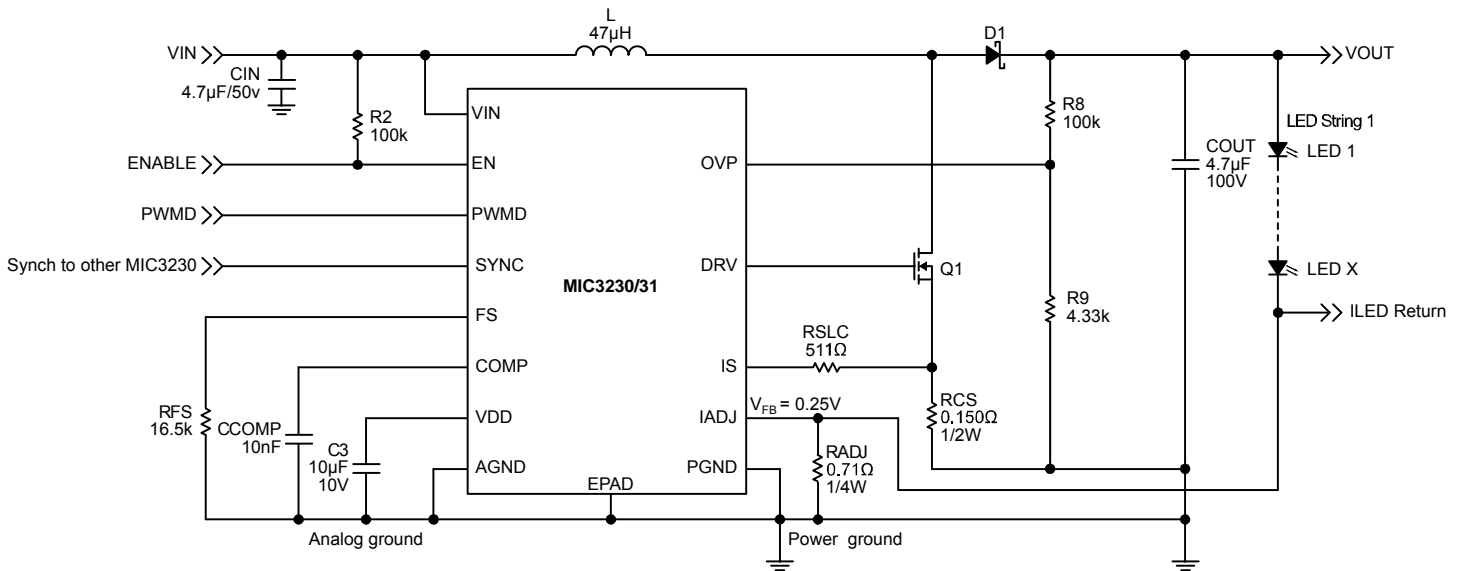 L
47µH
D1
VIN
VOUT
CIN
4.7µF/50v
R2
100k
R8
100k
LED String 1
LED 1
COUT
4.7µF
100V
VIN
ENABLE
EN
OVP
PWMD
PWMD
Synch to other MIC3230
SYNC
DRV
Q1
LED X
MIC3230/31
R9
4.33k
FS
ILED Return
RSLC
511Ω
COMP
IS
RFS
16.5k
CCOMP
10nF
VDD
VFB = 0.25V
IADJ
RCS
0.150Ω
1/2W
C3
10µF
10V
AGND
PGND
RADJ
0.71Ω
1/4W
EPAD
Analog ground
Power ground